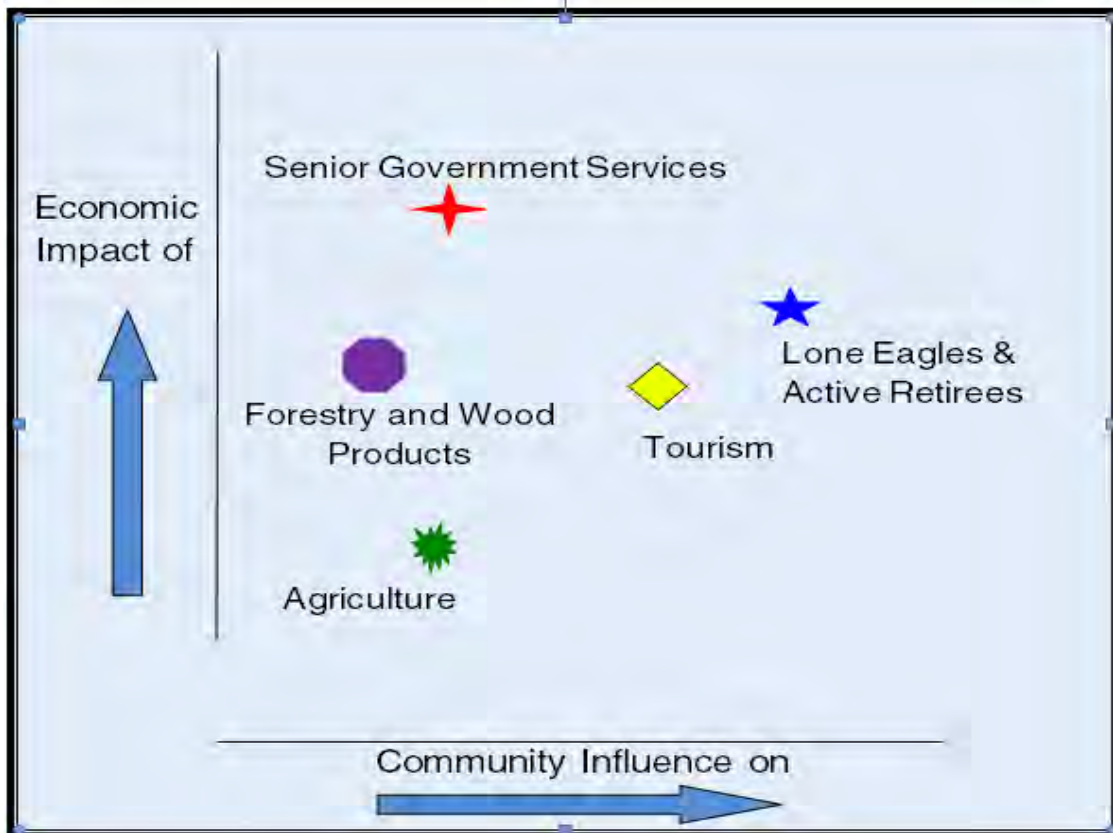 Senior Government Services
Economic
Impact of
Lone Eagles &
Active Retirees
Forestry and Wood
Products
Tourism
Agriculture
Community Influence on